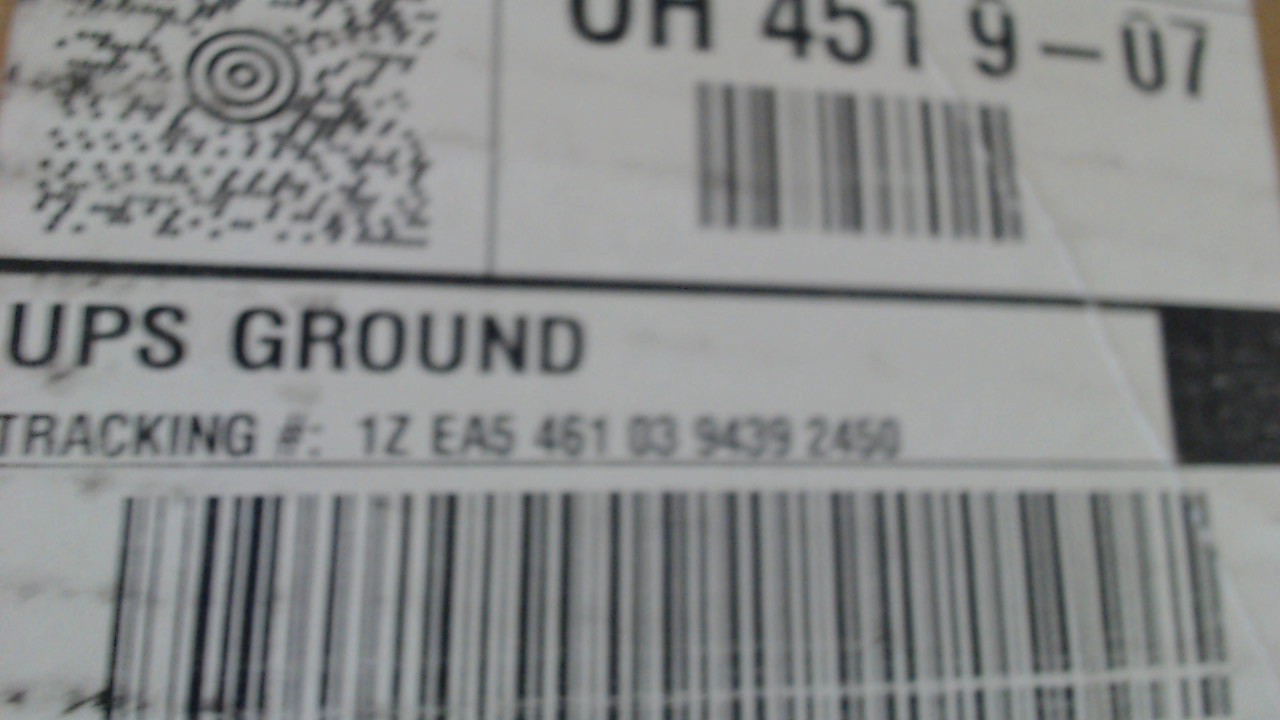 OH 451 9-07
UPS GROUND
TRACKING #: 1Z EA5 461 03 9439 2450